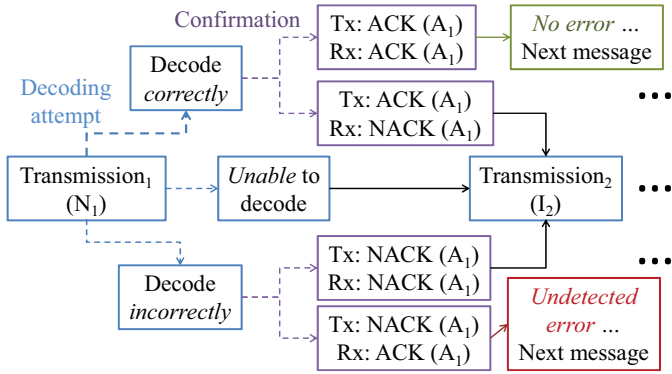 Confirmation
Tx: ACK (A₁)
Rx: ACK (A₁)
No error ...
Next message
Decoding
attempt
Decode
correctly
Tx: ACK (A₁)
Rx: NACK (A₁)
...
Transmission₁
(N₁)
Unable to
decode
Transmission₂
(I₂)
...
Decode
incorrectly
Tx: NACK (A₁)
Rx: NACK (A₁)
...
Tx: NACK (A₁)
Rx: ACK (A₁)
Undetected
error ...
Next message